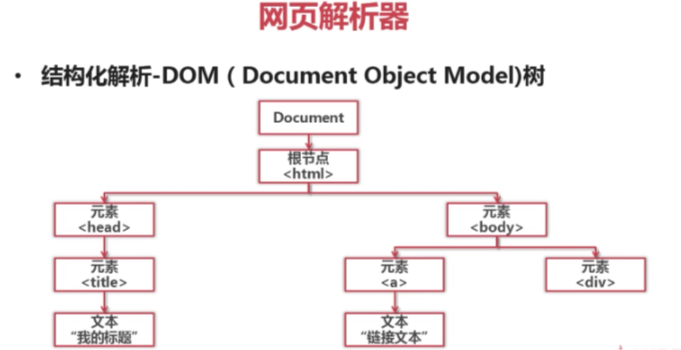 网页解析器
• 结构化解析-DOM（Document Object Model)树
Document
根节点
<html>
元素
<head>
元素
<body>
元素
<title>
元素
<a>
元素
<div>
文本
“我的标题”
文本
“链接文本”